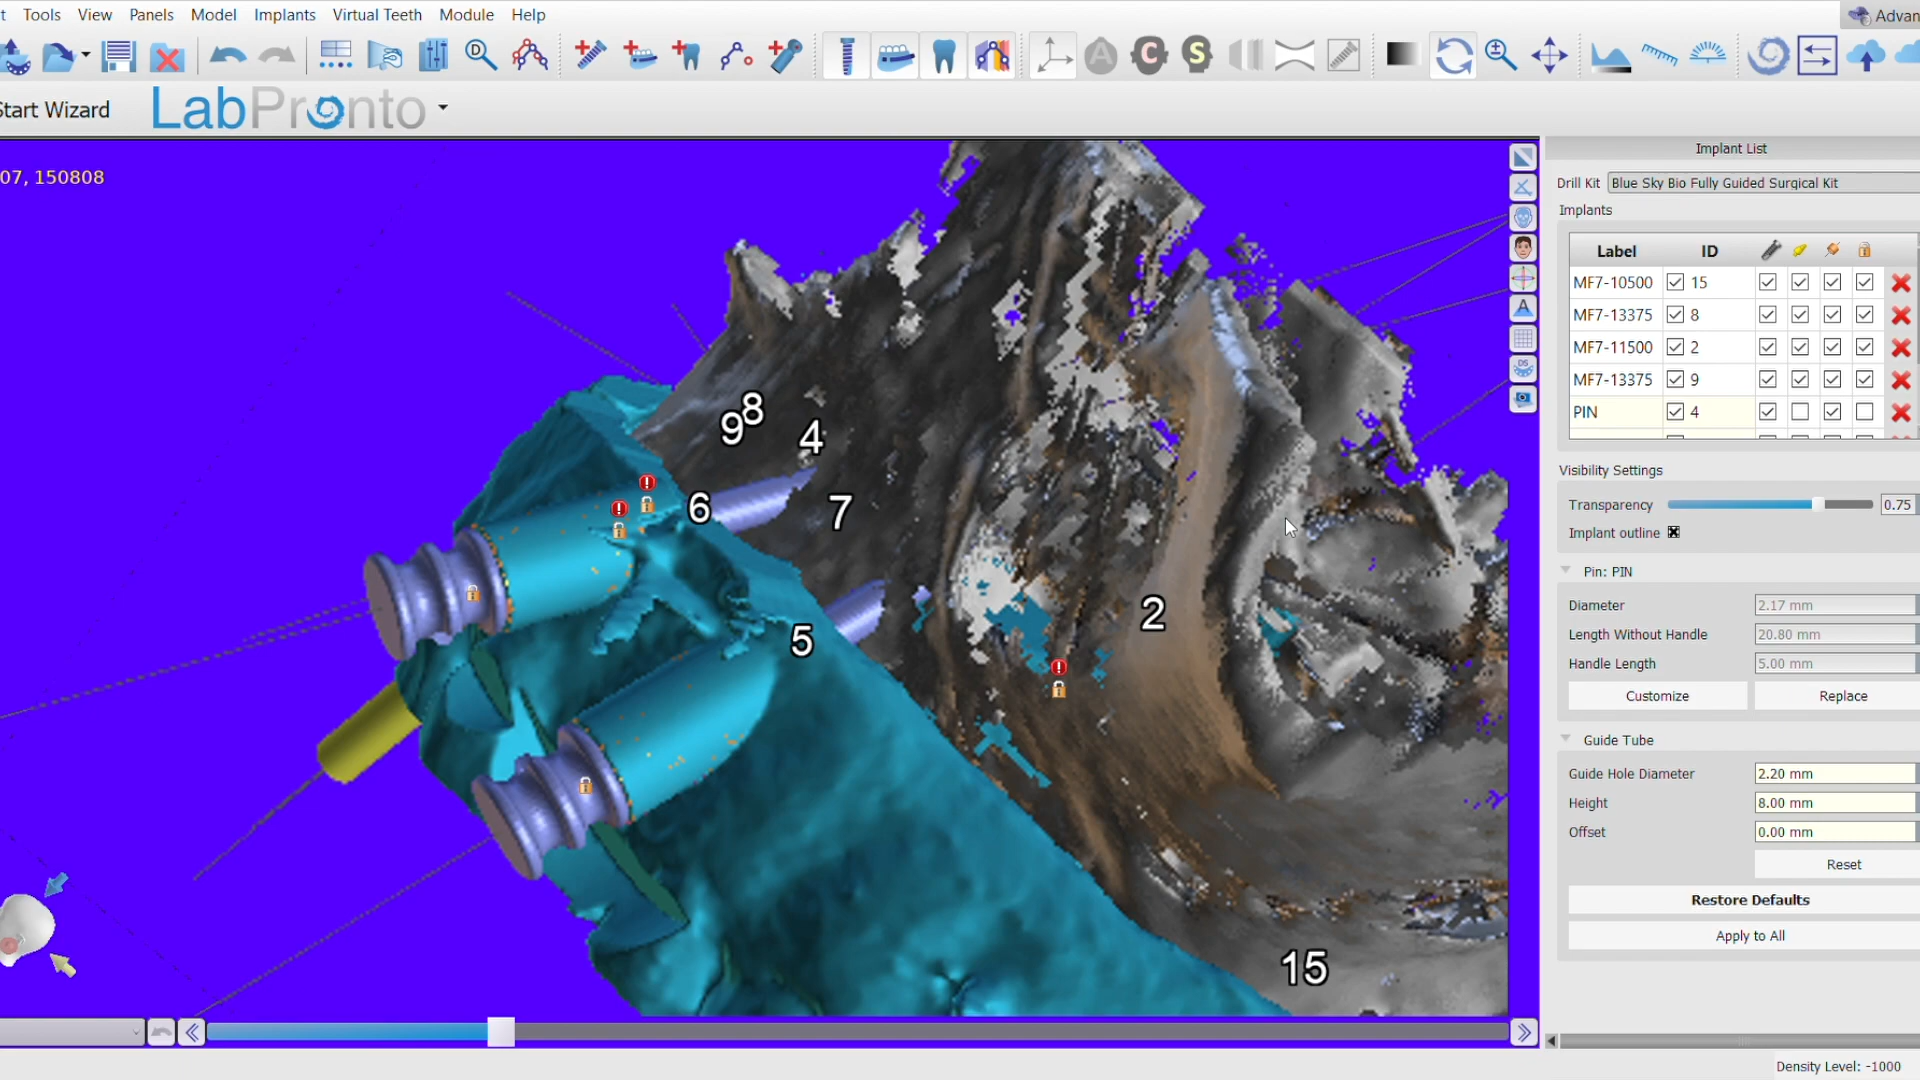 t Tools View Panels Model Implants Virtual Teeth Module Help
Advan
D A C S
Start Wizard
LabPronto
07, 150808
A
DS
9
8
4
6
7
5
2
15
Implant List
Drill Kit Blue Sky Bio Fully Guided Surgical Kit
Implants
Label ID
MF7-10500 15
MF7-13375 8
MF7-11500 2
MF7-13375 9
PIN 4
Visibility Settings
Transparency 0.75
Implant outline
Pin: PIN
Diameter 2.17 mm
Length Without Handle 20.80 mm
Handle Length 5.00 mm
Customize Replace
Guide Tube
Guide Hole Diameter 2.20 mm
Height 8.00 mm
Offset 0.00 mm
Reset
Restore Defaults
Apply to All
Density Level: -1000